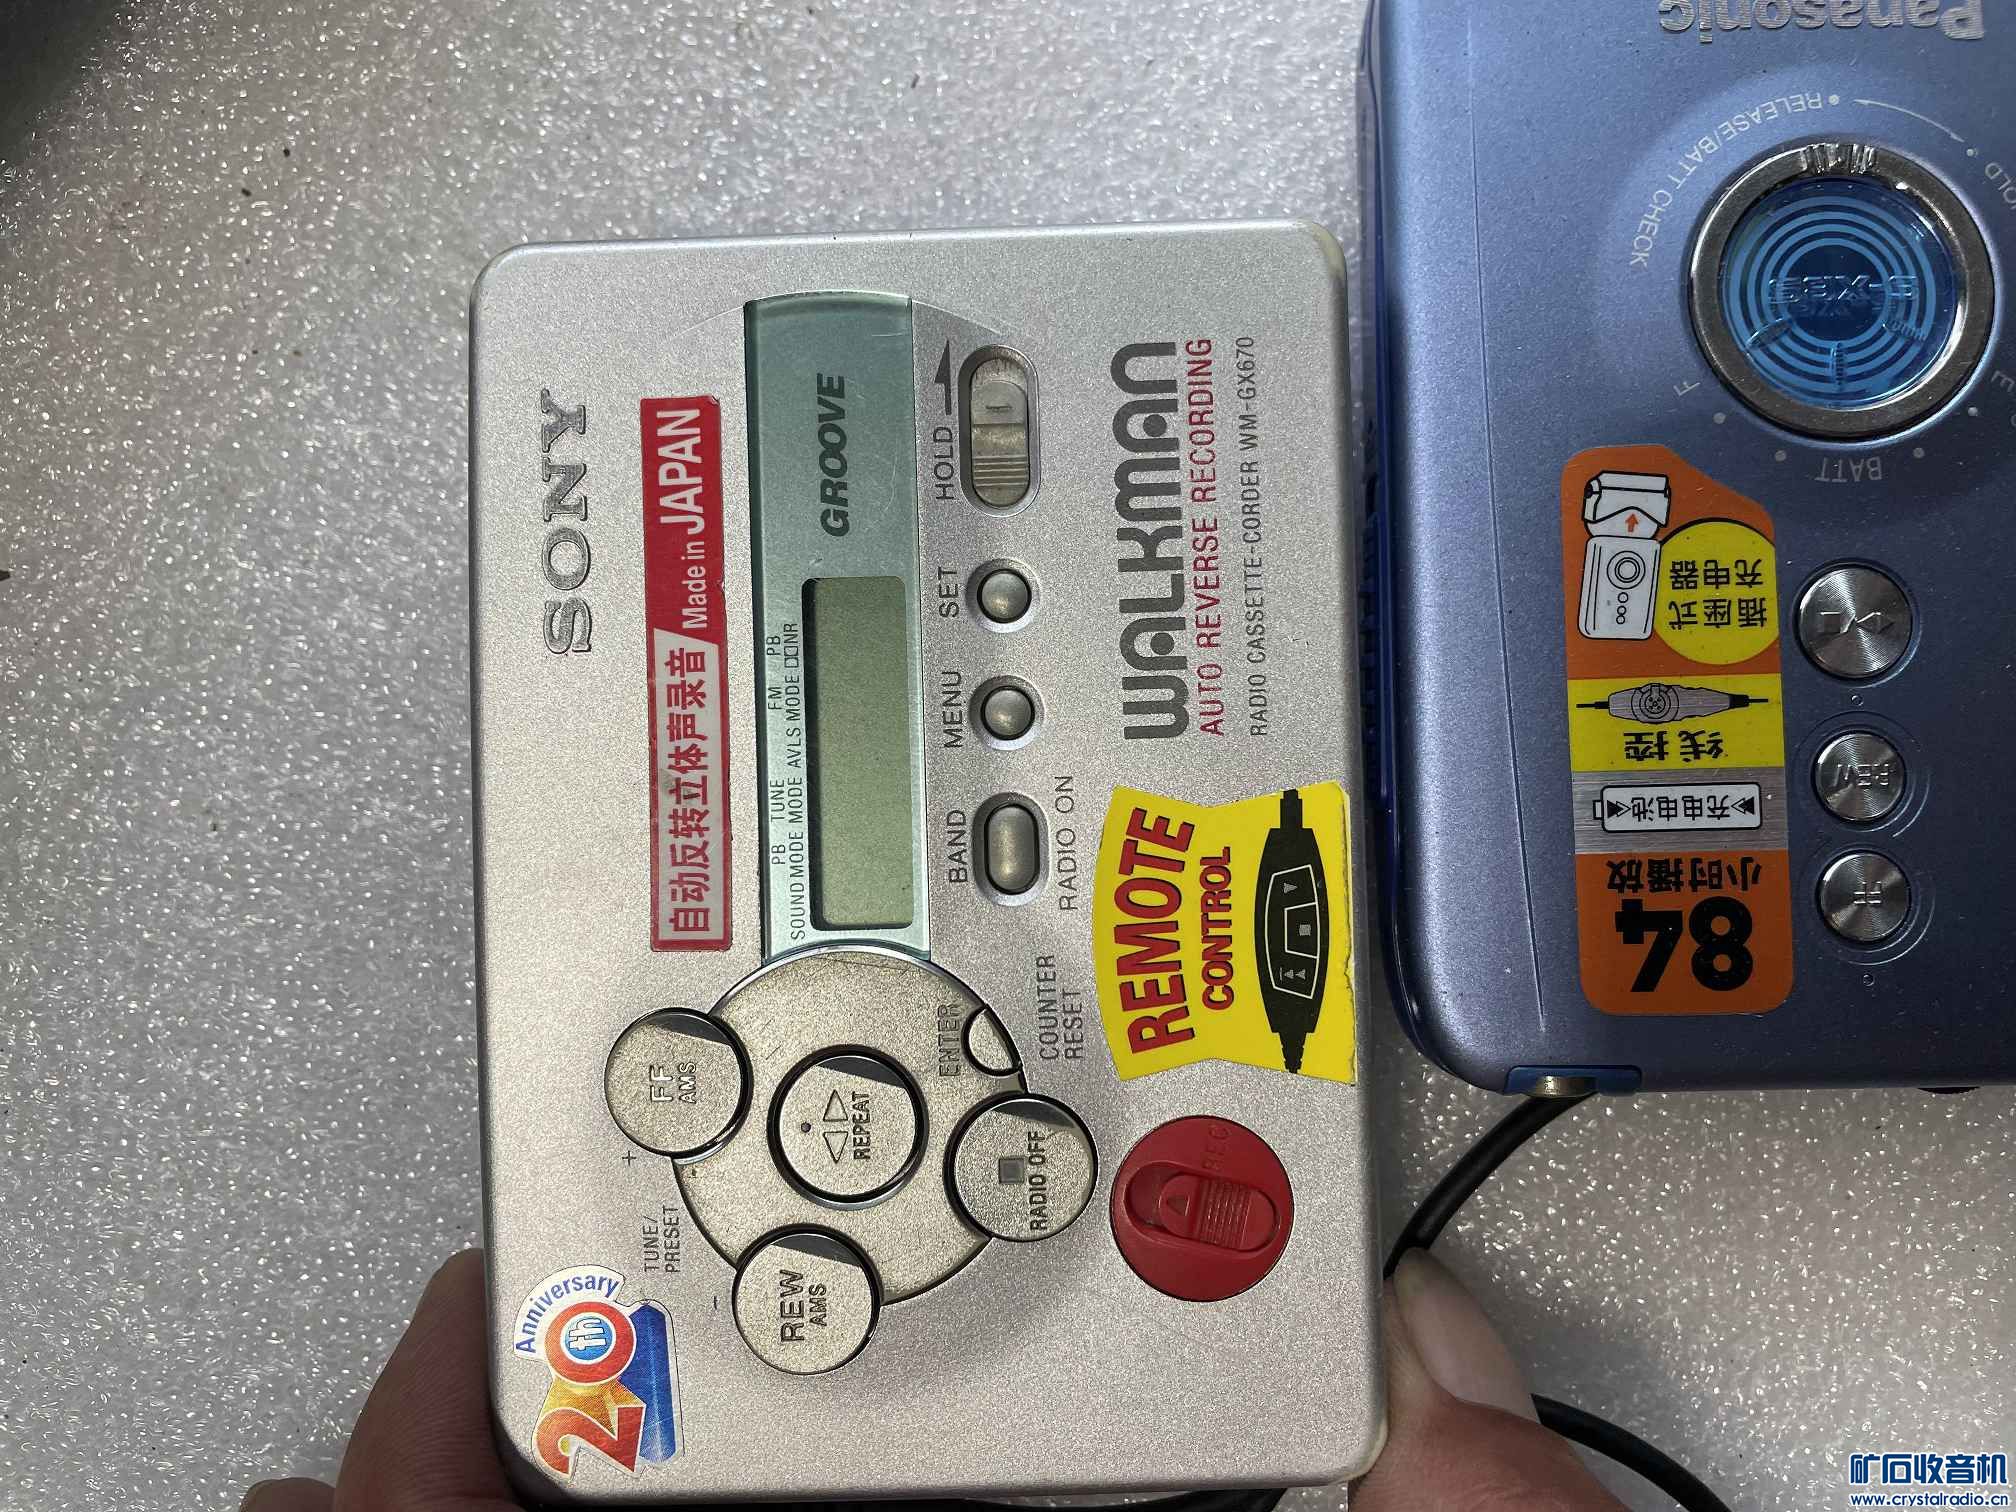 SONY
自动反转立体声录音 Made in JAPAN
PB TUNE FM PB
SOUND MODE MODE AVLS MODE NR
GROOVE
BAND MENU SET HOLD
RADIO ON
WALKMAN
AUTO REVERSE RECORDING
RADIO CASSETTE-CORDER WM-GX670
20th Anniversary
TUNE/
PRESET
+
−
FF
AMS
REW
AMS
REPEAT
ENTER
RADIO OFF
COUNTER
RESET
REC
REMOTE
CONTROL
Panasonic
RELEASE/BATT CHECK
BATT
F
E
84
小时播放
充电电池
线控
插座式
充电器
REW
FF
矿石收音机
www.crystalradio.cn